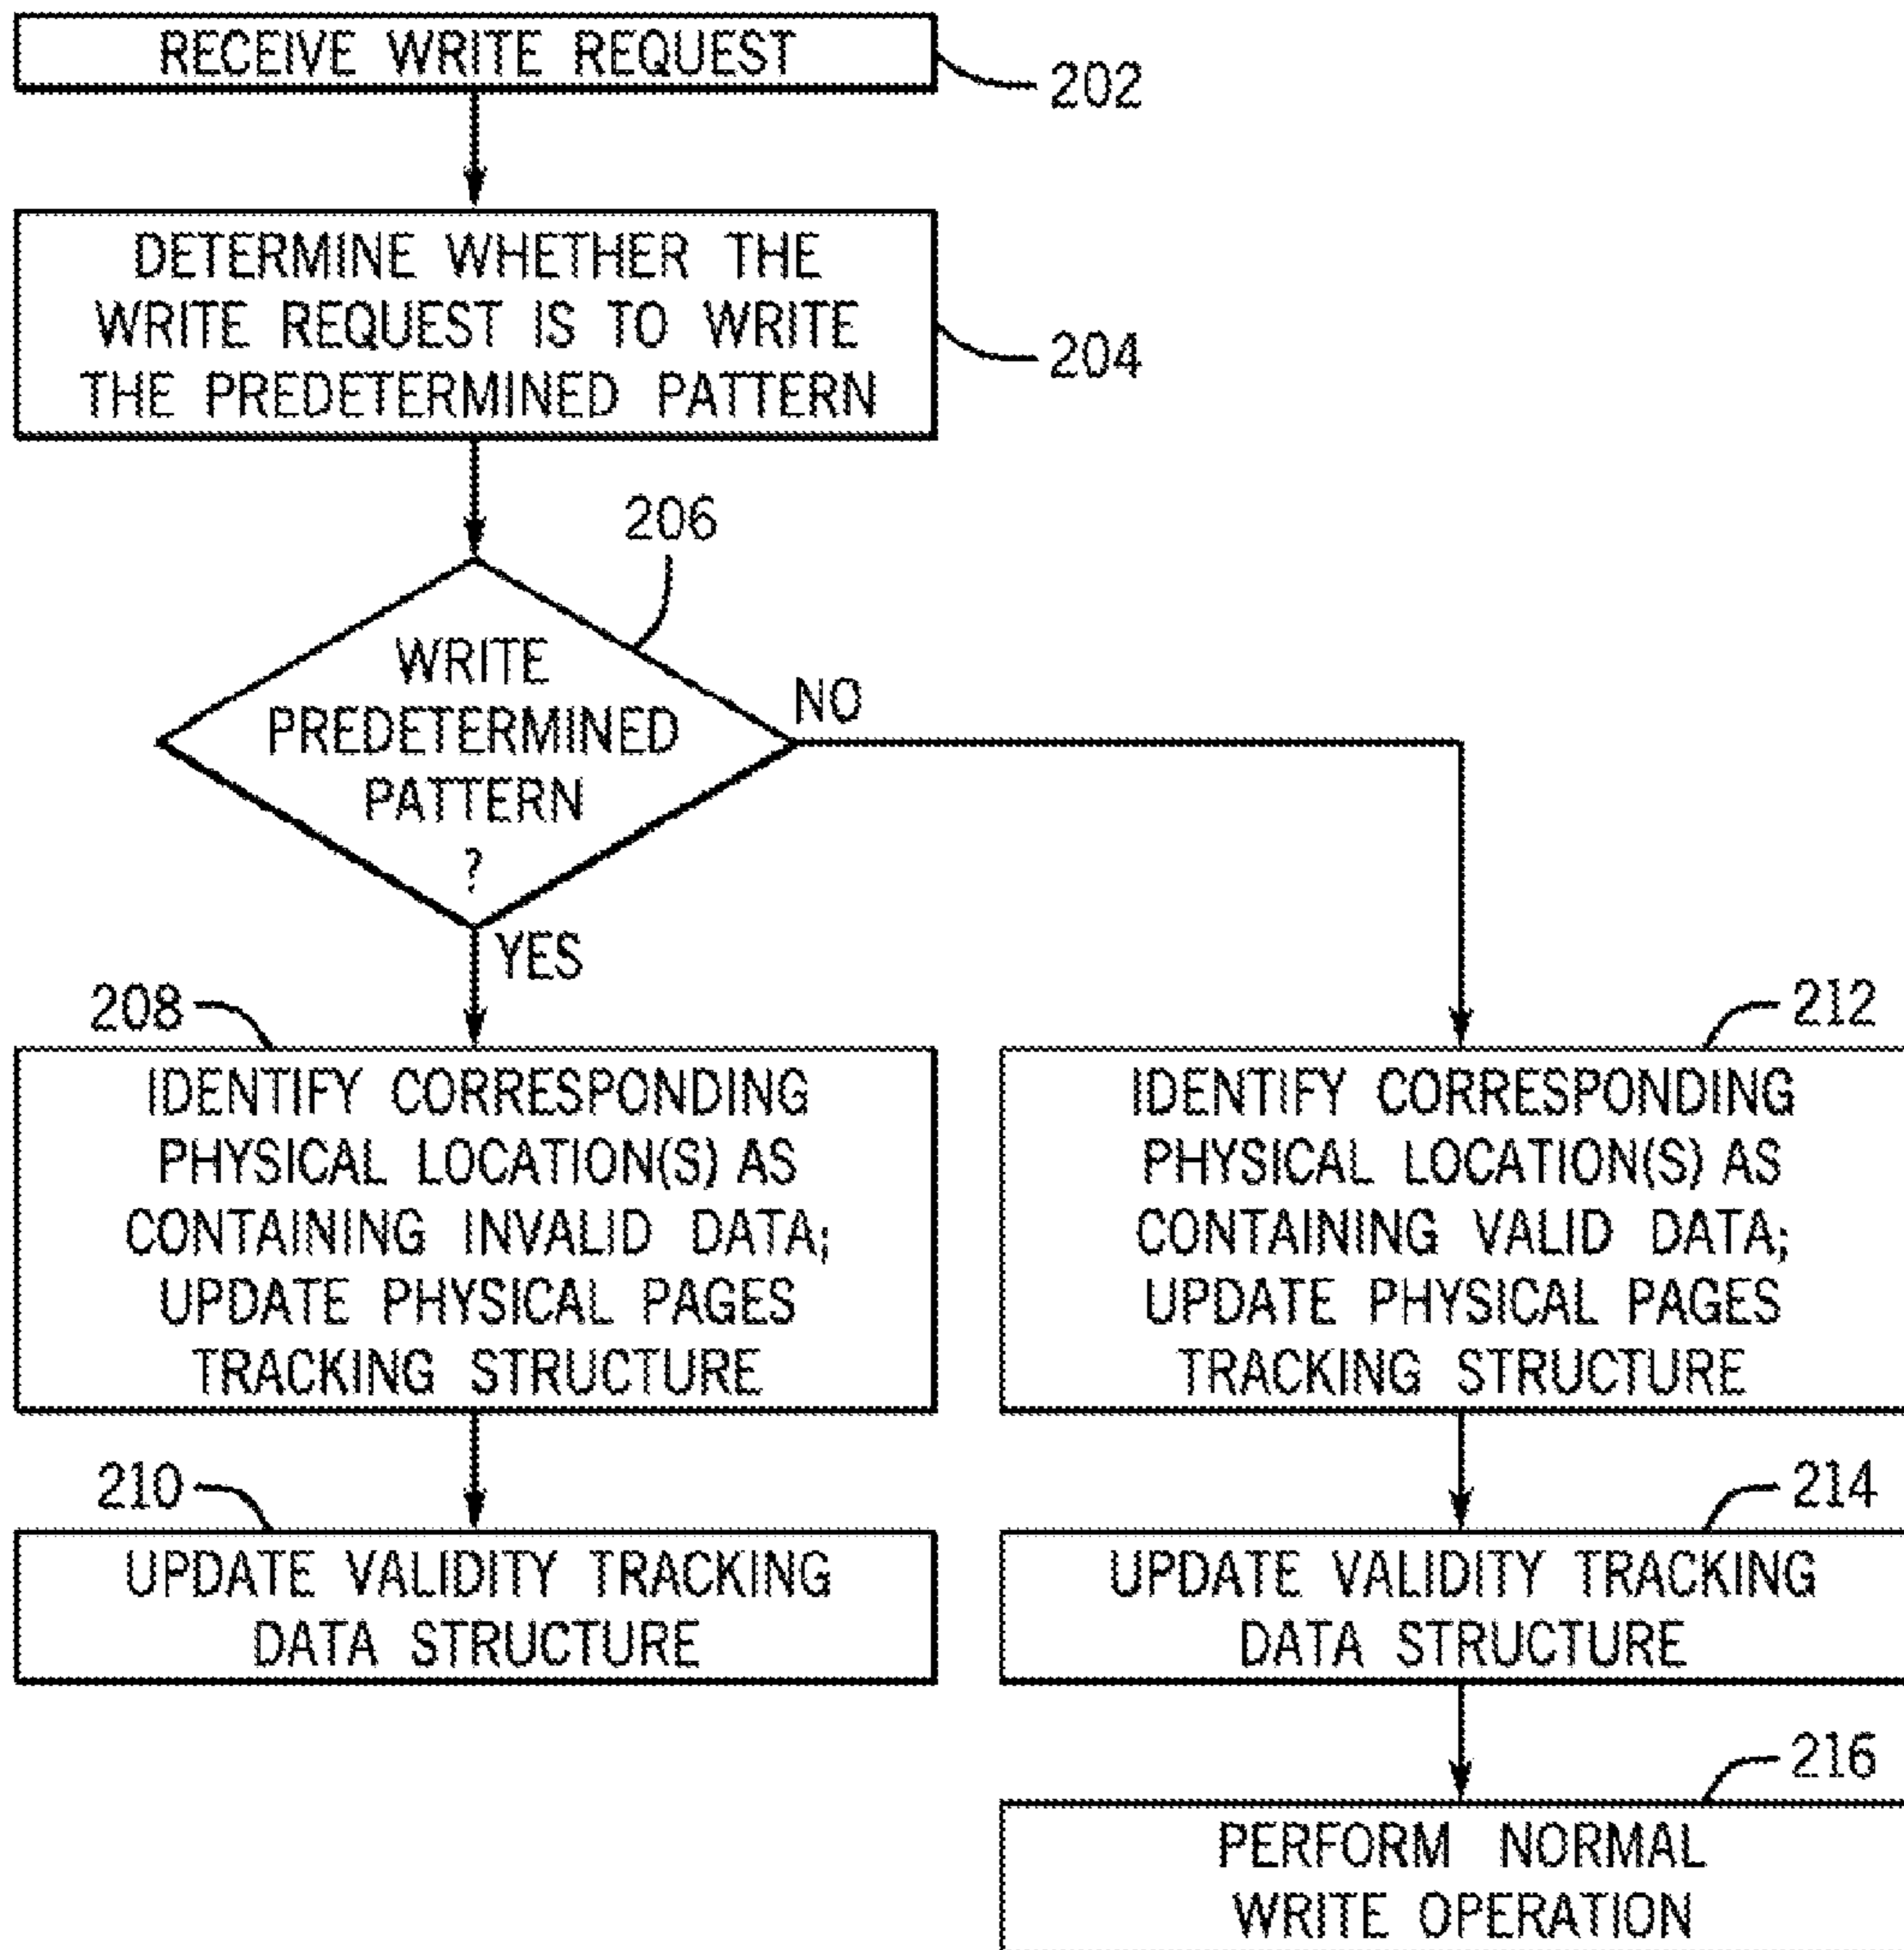 RECEIVE WRITE REQUEST
202
DETERMINE WHETHER THE
WRITE REQUEST IS TO WRITE
THE PREDETERMINED PATTERN
204
206
WRITE
PREDETERMINED
PATTERN
?
NO
YES
208
IDENTIFY CORRESPONDING
PHYSICAL LOCATION(S) AS
CONTAINING INVALID DATA;
UPDATE PHYSICAL PAGES
TRACKING STRUCTURE
210
UPDATE VALIDITY TRACKING
DATA STRUCTURE
212
IDENTIFY CORRESPONDING
PHYSICAL LOCATION(S) AS
CONTAINING VALID DATA;
UPDATE PHYSICAL PAGES
TRACKING STRUCTURE
214
UPDATE VALIDITY TRACKING
DATA STRUCTURE
216
PERFORM NORMAL
WRITE OPERATION